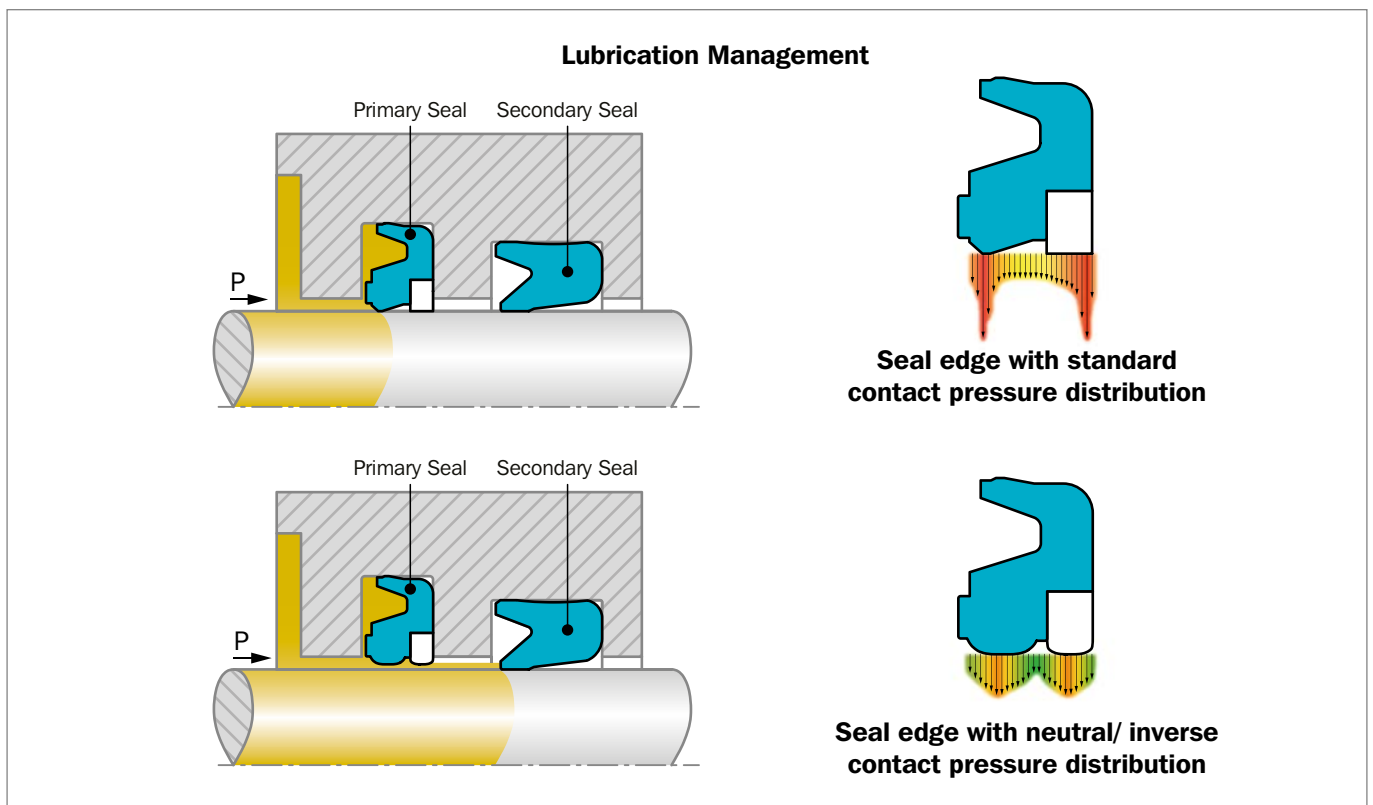 Lubrication Management
Primary Seal
Secondary Seal
P
Seal edge with standard
contact pressure distribution
Primary Seal
Secondary Seal
P
Seal edge with neutral/ inverse
contact pressure distribution